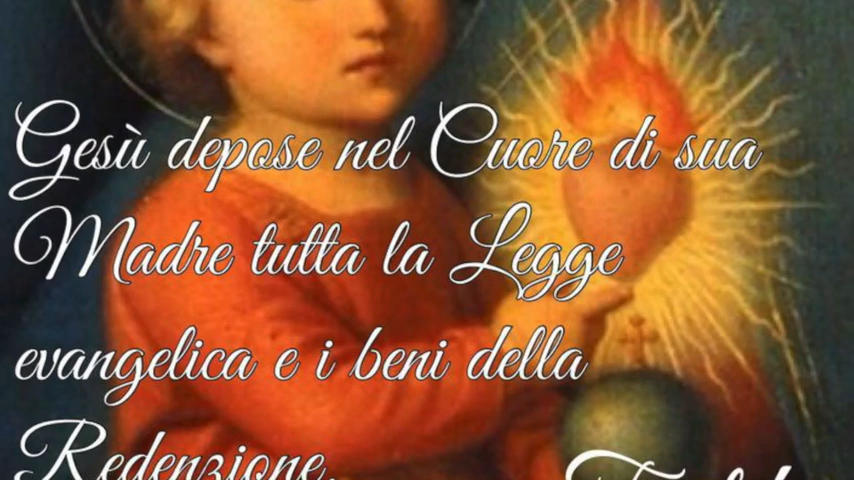 Gesù depose nel Cuore di sua
Madre tutta la Legge
evangelica e i beni della
Redenzione.